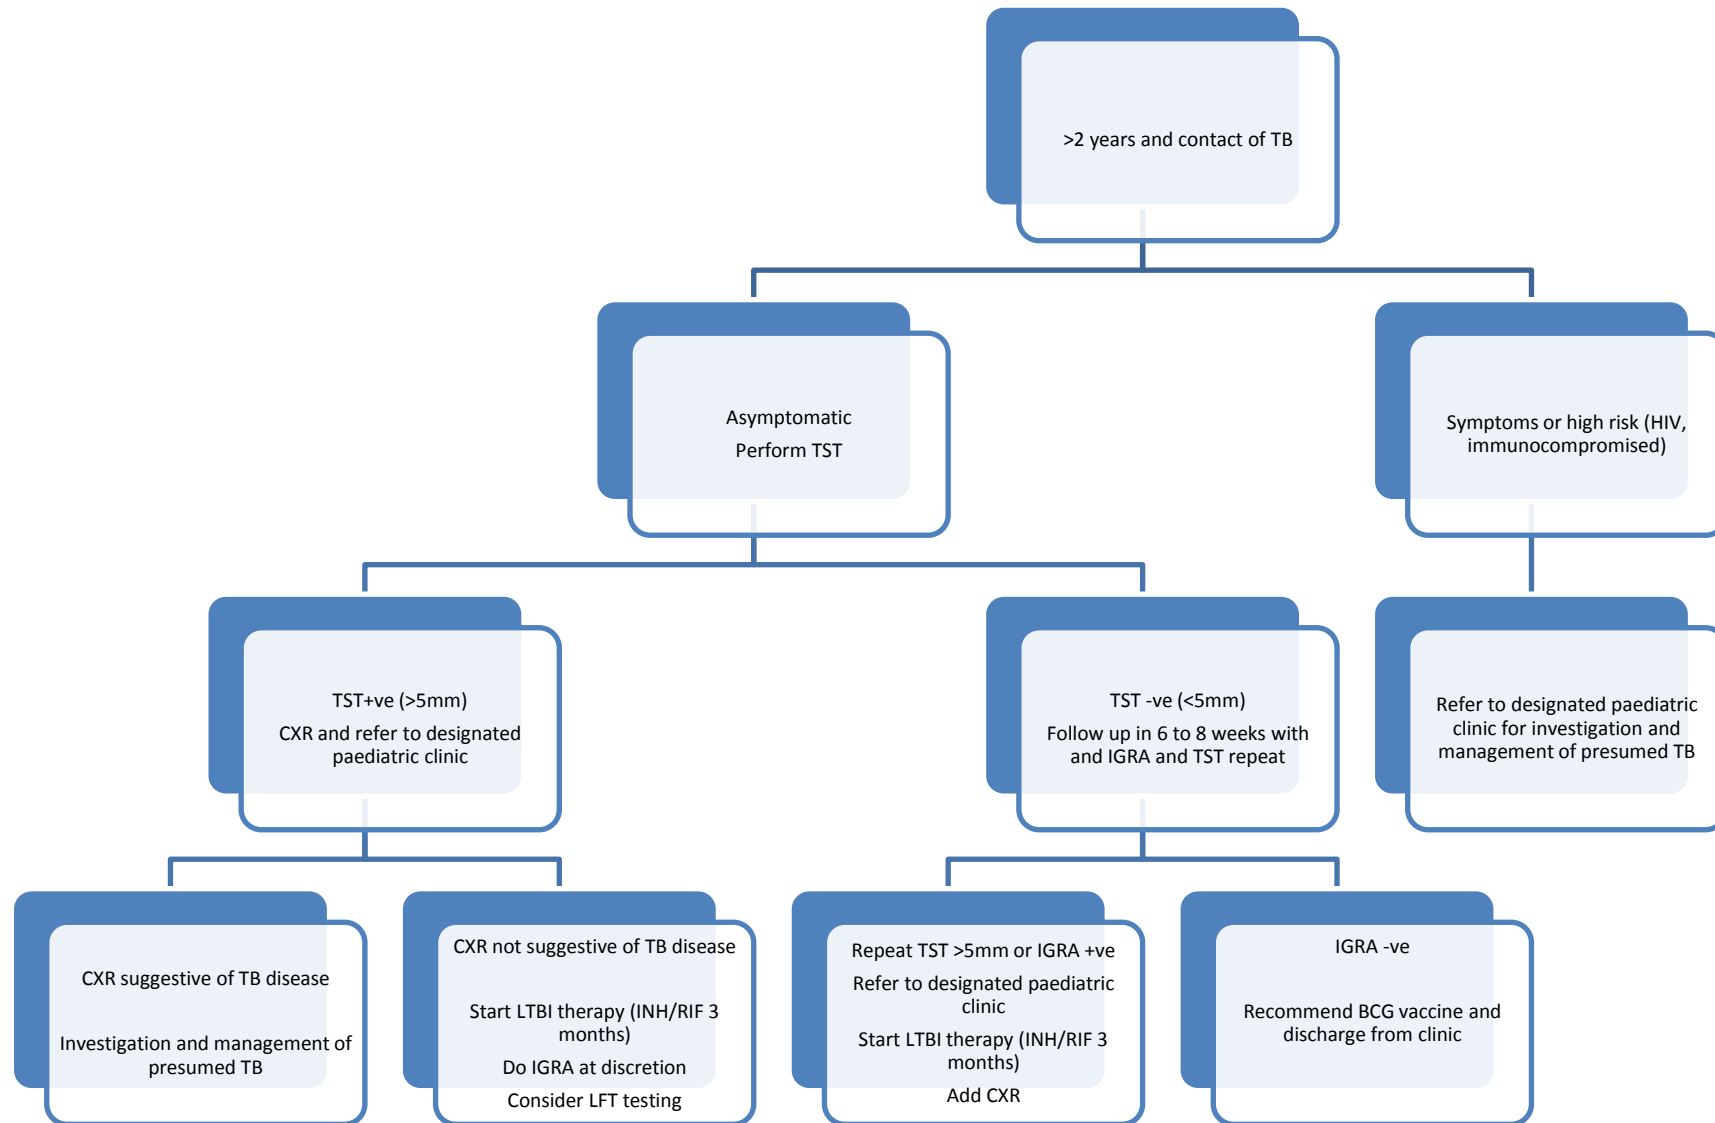 >2 years and contact of TB
Asymptomatic
Perform TST
Symptoms or high risk (HIV,
immunocompromised)
TST+ve (>5mm)
CXR and refer to designated
paediatric clinic
TST -ve (<5mm)
Follow up in 6 to 8 weeks with
and IGRA and TST repeat
Refer to designated paediatric
clinic for investigation and
management of presumed TB
CXR suggestive of TB disease
Investigation and management of
presumed TB
CXR not suggestive of TB disease
Start LTBI therapy (INH/RIF 3
months)
Do IGRA at discretion
Consider LFT testing
Repeat TST >5mm or IGRA +ve
Refer to designated paediatric
clinic
Start LTBI therapy (INH/RIF 3
months)
Add CXR
IGRA -ve
Recommend BCG vaccine and
discharge from clinic